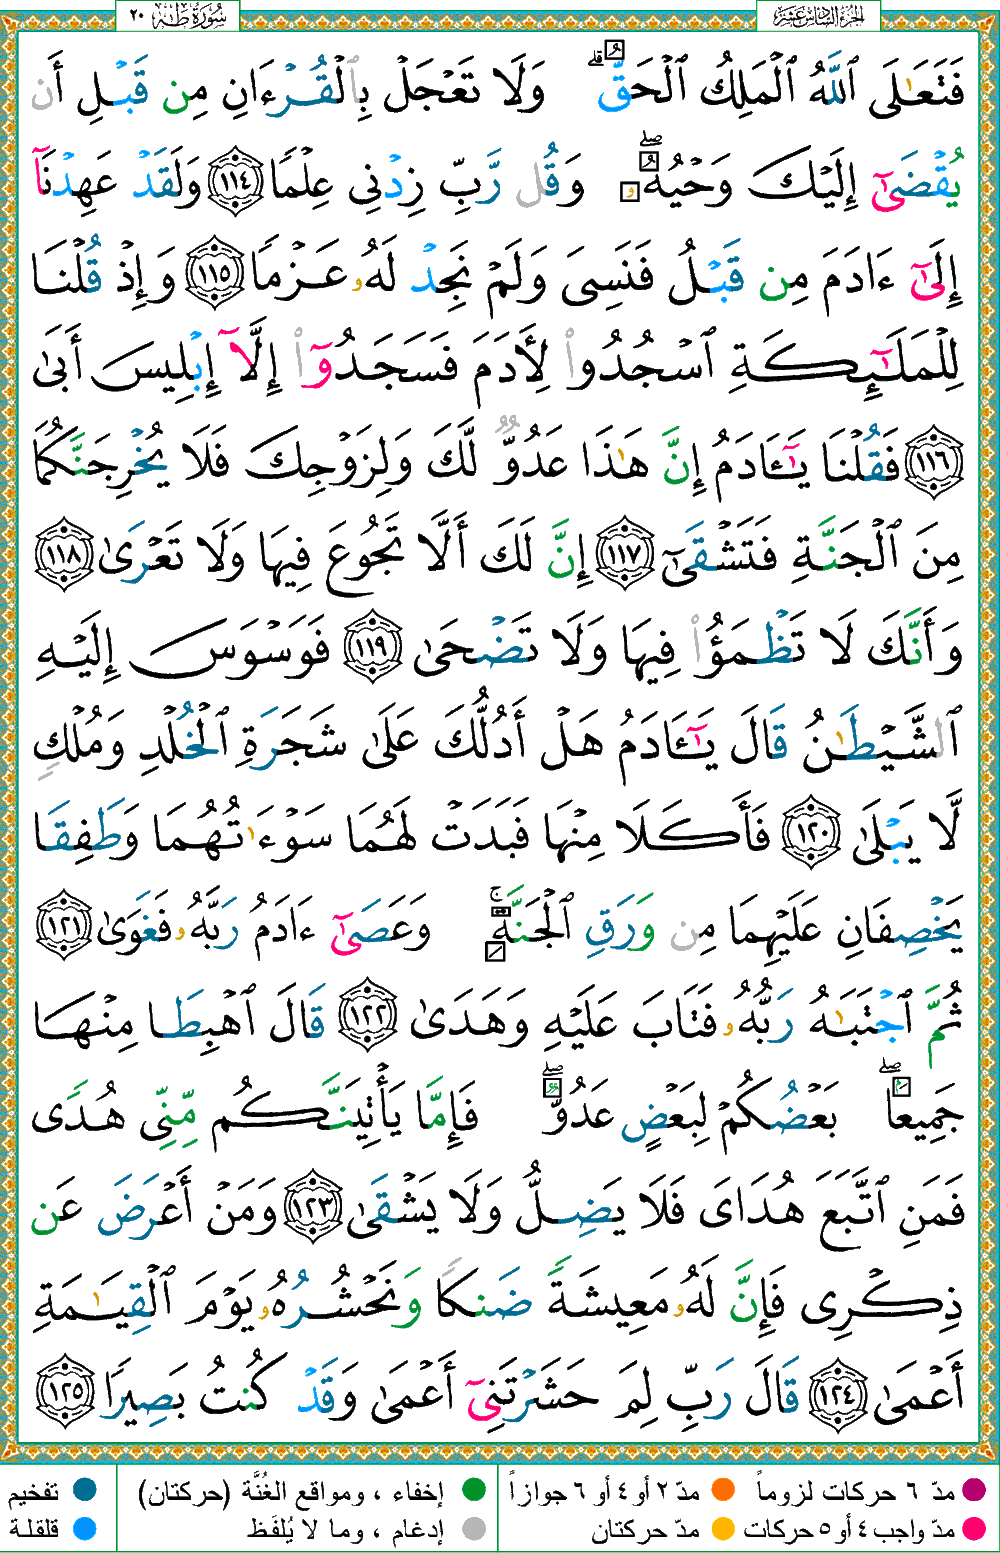 الجزء السادس عشر
سُورَةُ طه ٢٠
فَتَعَٰلَى ٱللَّهُ ٱلْمَلِكُ ٱلْحَقُّ ۗ وَلَا تَعْجَلْ بِٱلْقُرْءَانِ مِن قَبْلِ أَن
يُقْضَىٰٓ إِلَيْكَ وَحْيُهُۥ ۖ وَقُل رَّبِّ زِدْنِى عِلْمًا ١١٤ وَلَقَدْ عَهِدْنَآ
إِلَىٰٓ ءَادَمَ مِن قَبْلُ فَنَسِىَ وَلَمْ نَجِدْ لَهُۥ عَزْمًا ١١٥ وَإِذْ قُلْنَا
لِلْمَلَٰٓئِكَةِ ٱسْجُدُوا۟ لِأَدَمَ فَسَجَدُوٓا۟ إِلَّآ إِبْلِيسَ أَبَىٰ
١١٦ فَقُلْنَا يَٰٓـَٔادَمُ إِنَّ هَٰذَا عَدُوٌّ لَّكَ وَلِزَوْجِكَ فَلَا يُخْرِجَنَّكُمَا
مِنَ ٱلْجَنَّةِ فَتَشْقَىٰٓ ١١٧ إِنَّ لَكَ أَلَّا تَجُوعَ فِيهَا وَلَا تَعْرَىٰ ١١٨
وَأَنَّكَ لَا تَظْمَؤُا۟ فِيهَا وَلَا تَضْحَىٰ ١١٩ فَوَسْوَسَ إِلَيْهِ
ٱلشَّيْطَٰنُ قَالَ يَٰٓـَٔادَمُ هَلْ أَدُلُّكَ عَلَىٰ شَجَرَةِ ٱلْخُلْدِ وَمُلْكٍ
لَّا يَبْلَىٰ ١٢٠ فَأَكَلَا مِنْهَا فَبَدَتْ لَهُمَا سَوْءَٰتُهُمَا وَطَفِقَا
يَخْصِفَانِ عَلَيْهِمَا مِن وَرَقِ ٱلْجَنَّةِ ۚ وَعَصَىٰٓ ءَادَمُ رَبَّهُۥ فَغَوَىٰ ١٢١
ثُمَّ ٱجْتَبَٰهُ رَبُّهُۥ فَتَابَ عَلَيْهِ وَهَدَىٰ ١٢٢ قَالَ ٱهْبِطَا مِنْهَا
جَمِيعًۢا ۖ بَعْضُكُمْ لِبَعْضٍ عَدُوٌّ ۖ فَإِمَّا يَأْتِيَنَّكُم مِّنِّى هُدًى
فَمَنِ ٱتَّبَعَ هُدَاىَ فَلَا يَضِلُّ وَلَا يَشْقَىٰ ١٢٣ وَمَنْ أَعْرَضَ عَن
ذِكْرِى فَإِنَّ لَهُۥ مَعِيشَةً ضَنكًا وَنَحْشُرُهُۥ يَوْمَ ٱلْقِيَٰمَةِ
أَعْمَىٰ ١٢٤ قَالَ رَبِّ لِمَ حَشَرْتَنِىٓ أَعْمَىٰ وَقَدْ كُنتُ بَصِيرًا ١٢٥
مدّ ٦ حركات لزوماً
مدّ ٢ أو ٤ أو ٦ جوازاً
إخفاء ، ومواقع الغُنَّة (حركتان)
تفخيم
مدّ واجب ٤ أو ٥ حركات
مدّ حركتان
إدغام ، وما لا يُلفَظ
قلقلة